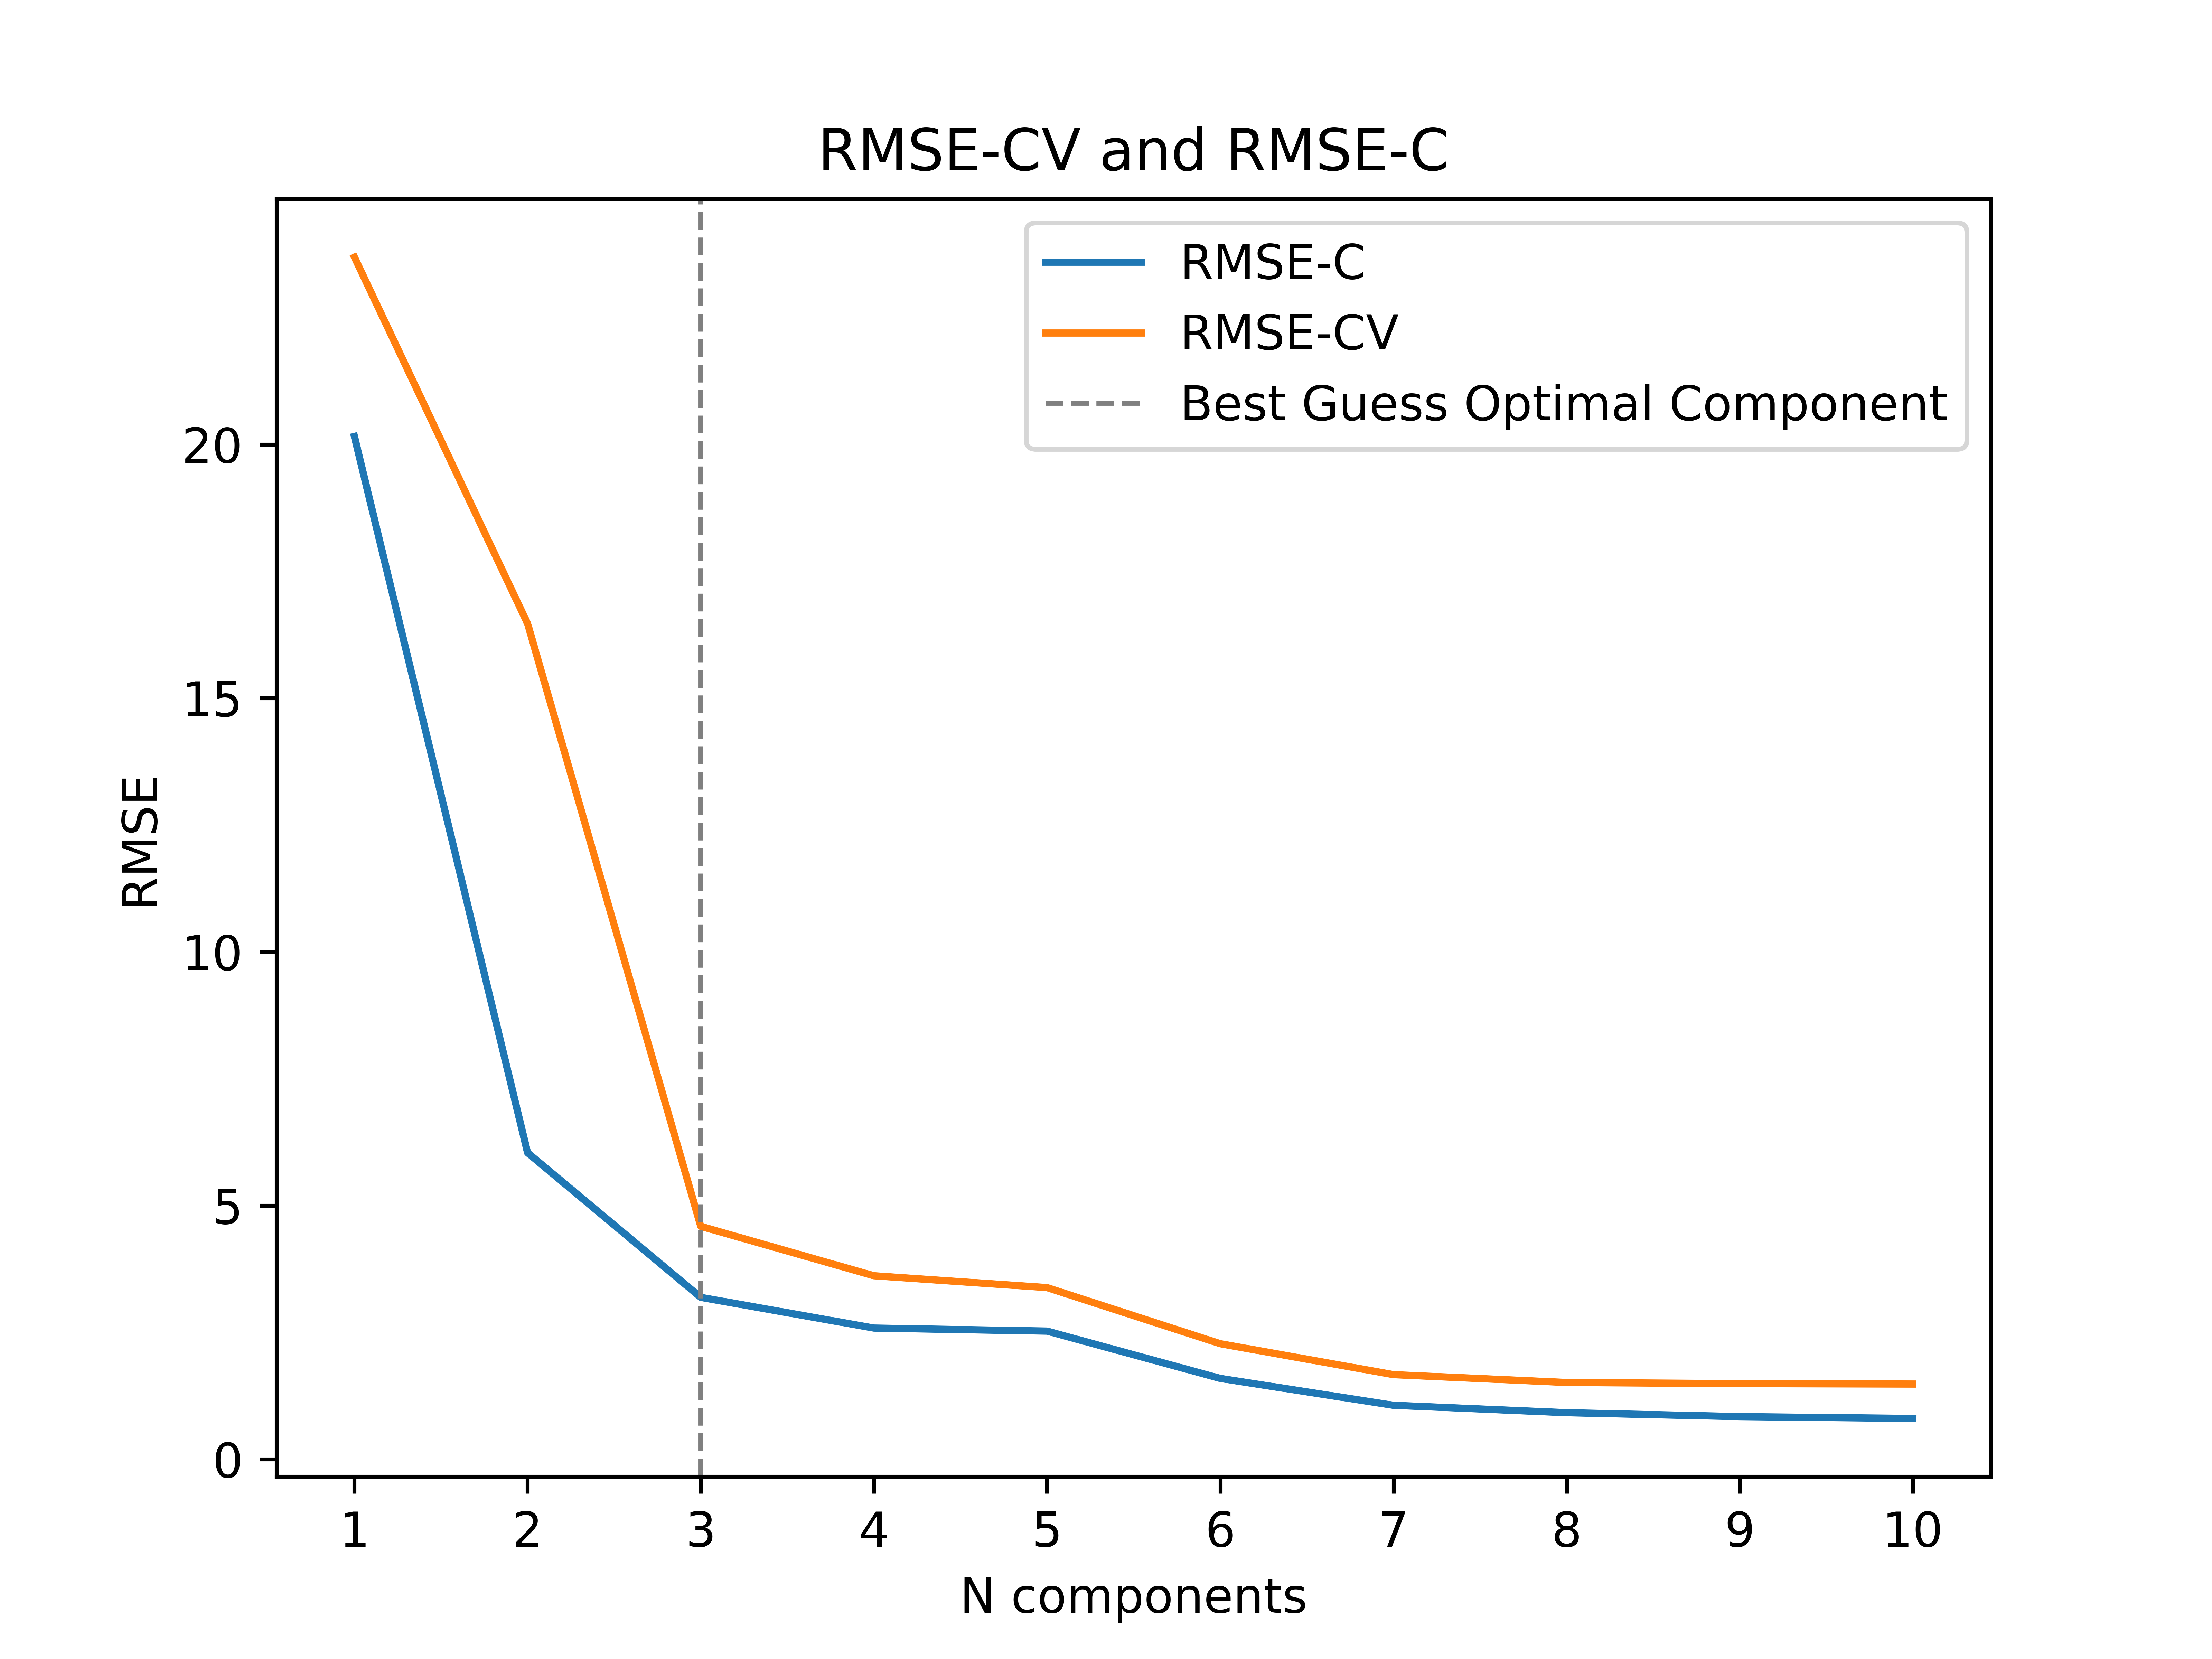 RMSE-CV and RMSE-C
RMSE-C
RMSE-CV
Best Guess Optimal Component
20
15
10
5
0
RMSE
1 2 3 4 5 6 7 8 9 10
N components